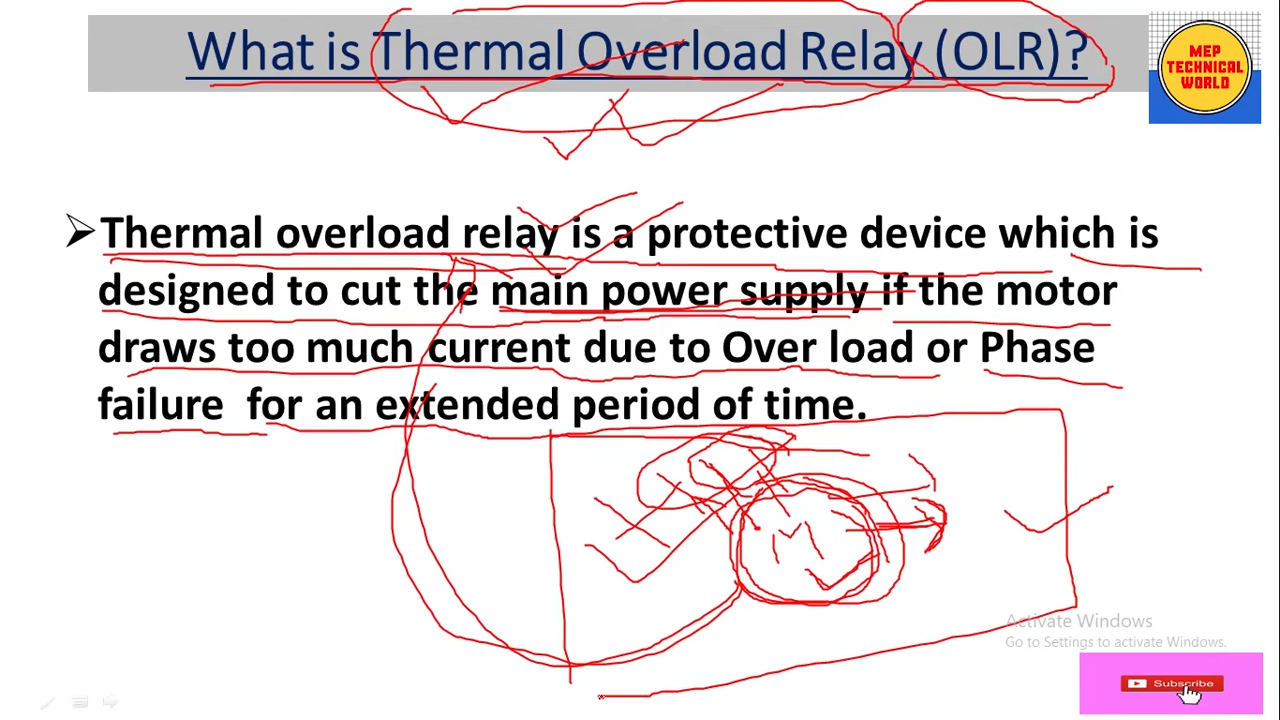 What is Thermal Overload Relay (OLR)?
MEP
TECHNICAL
WORLD
Thermal overload relay is a protective device which is
designed to cut the main power supply if the motor
draws too much current due to Over load or Phase
failure for an extended period of time.
M
Activate Windows
Go to Settings to activate Windows.
Subscribe